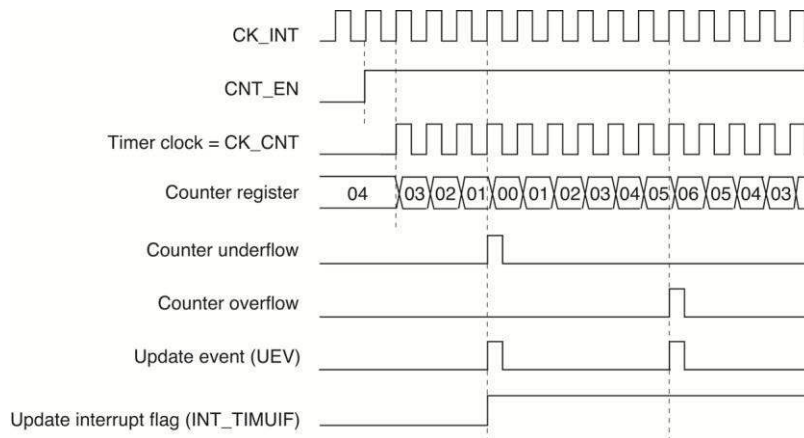 CK_INT
CNT_EN
Timer clock = CK_CNT
Counter register 04 03 02 01 00 01 02 03 04 05 06 05 04 03
Counter underflow
Counter overflow
Update event (UEV)
Update interrupt flag (INT_TIMUIF)